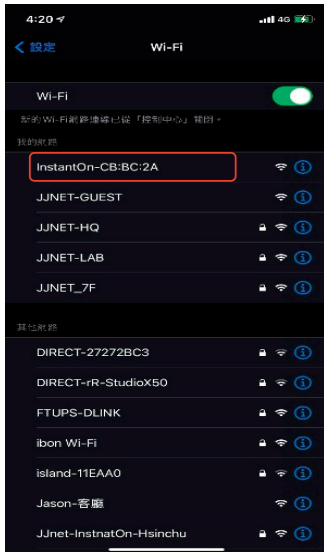 4:20
4G
設定
Wi-Fi
Wi-Fi
新的 Wi-Fi 網路連線已從「控制中心」關閉。
我的網路
InstantOn-CB:BC:2A
JJNET-GUEST
JJNET-HQ
JJNET-LAB
JJNET_7F
其他網路
DIRECT-27272BC3
DIRECT-rR-StudioX50
FTUPS-DLINK
ibon Wi-Fi
island-11EAA0
Jason-客廳
JJnet-InstnatOn-Hsinchu